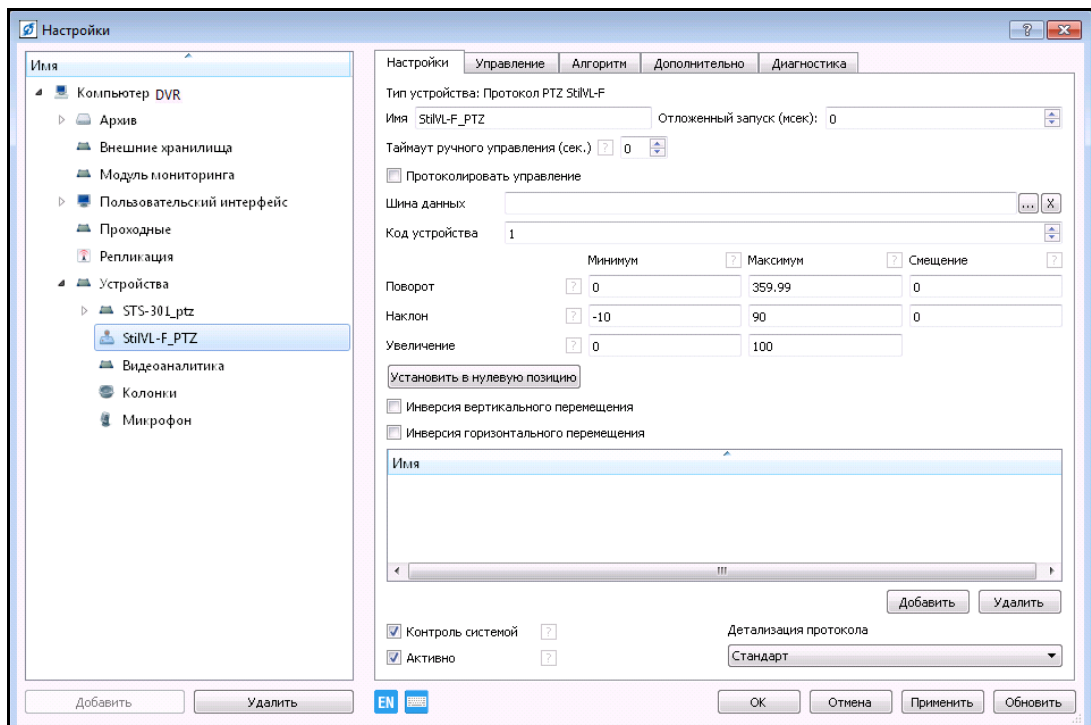 Настройки
Имя
Компьютер DVR
Архив
Внешние хранилища
Модуль мониторинга
Пользовательский интерфейс
Проходные
Репликация
Устройства
STS-301_ptz
StilVL-F_PTZ
Видеоаналитика
Колонки
Микрофон
Добавить Удалить
Настройки Управление Алгоритм Дополнительно Диагностика
Тип устройства: Протокол PTZ StilVL-F
Имя StilVL-F_PTZ Отложенный запуск (мсек): 0
Таймаут ручного управления (сек.) ? 0
Протоколировать управление
Шина данных ... X
Код устройства 1
Минимум ? Максимум ? Смещение ?
Поворот ? 0 359.99 0
Наклон ? -10 90 0
Увеличение ? 0 100
Установить в нулевую позицию
Инверсия вертикального перемещения
Инверсия горизонтального перемещения
Имя
Добавить Удалить
Контроль системой ? Детализация протокола
Активно ? Стандарт
EN OK Отмена Применить Обновить